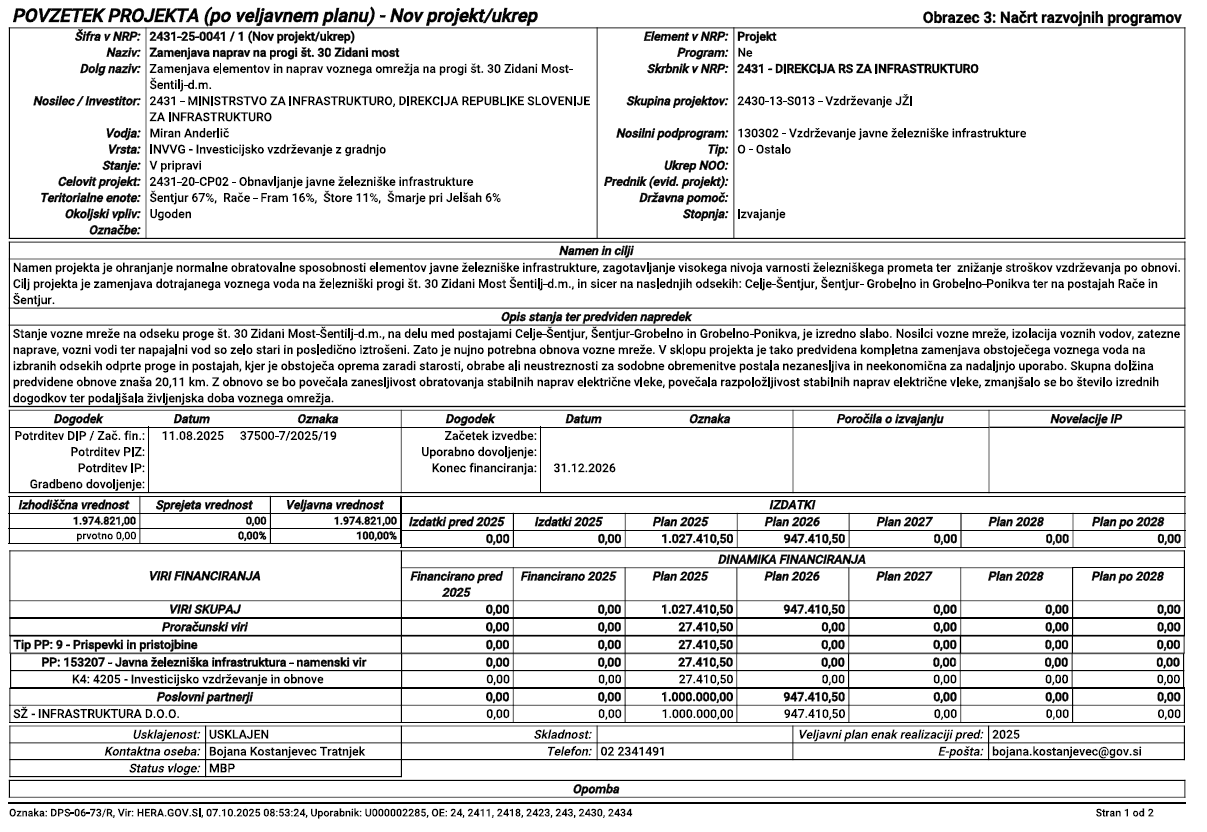 POVZETEK PROJEKTA (po veljavnem planu) - Nov projekt/ukrep
Obrazec 3: Načrt razvojnih programov
Šifra v NRP: 2431-25-0041 / 1 (Nov projekt/ukrep)
Element v NRP: Projekt
Naziv: Zamenjava naprav na progi št. 30 Zidani most
Program: Ne
Dolg naziv: Zamenjava elementov in naprav voznega omrežja na progi št. 30 Zidani Most-
Šentilj-d.m.
Skrbnik v NRP: 2431 - DIREKCIJA RS ZA INFRASTRUKTURO
Nosilec / Investitor: 2431 – MINISTRSTVO ZA INFRASTRUKTURO, DIREKCIJA REPUBLIKE SLOVENIJE
ZA INFRASTRUKTURO
Skupina projektov: 2430-13-S013 – Vzdrževanje JŽI
Vodja: Miran Anderlič
Nosilni podprogram: 130302 - Vzdrževanje javne železniške infrastrukture
Vrsta: INVVG - Investicijsko vzdrževanje z gradnjo
Tip: O - Ostalo
Stanje: V pripravi
Ukrep NOO:
Celovit projekt: 2431-20-CP02 - Obnavljanje javne železniške infrastrukture
Prednik (evid. projekt):
Teritorialne enote: Šentjur 67%, Rače – Fram 16%, Štore 11%, Šmarje pri Jelšah 6%
Državna pomoč:
Okoljski vpliv: Ugoden
Stopnja: Izvajanje
Označbe:
Namen in cilji
Namen projekta je ohranjanje normalne obratovalne sposobnosti elementov javne železniške infrastrukture, zagotavljanje visokega nivoja varnosti železniškega prometa ter znižanje stroškov vzdrževanja po obnovi.
Cilj projekta je zamenjava dotrajanega voznega voda na železniški progi št. 30 Zidani Most Šentilj-d.m., in sicer na naslednjih odsekih: Celje-Šentjur, Šentjur- Grobelno in Grobelno-Ponikva ter na postajah Rače in
Šentjur.
Opis stanja ter predviden napredek
Stanje vozne mreže na odseku proge št. 30 Zidani Most-Šentilj-d.m., na delu med postajami Celje-Šentjur, Šentjur-Grobelno in Grobelno-Ponikva, je izredno slabo. Nosilci vozne mreže, izolacija voznih vodov, zatezne
naprave, vozni vodi ter napajalni vod so zelo stari in posledično iztrošeni. Zato je nujno potrebna obnova vozne mreže. V sklopu projekta je tako predvidena kompletna zamenjava obstoječega voznega voda na
izbranih odsekih odprte proge in postajah, kjer je obstoječa oprema zaradi starosti, obrabe ali neustreznosti za sodobne obremenitve postala nezanesljiva in neekonomična za nadaljnjo uporabo. Skupna dolžina
predvidene obnove znaša 20,11 km. Z obnovo se bo povečala zanesljivost obratovanja stabilnih naprav električne vleke, povečala razpoložljivost stabilnih naprav električne vleke, zmanjšalo se bo število izrednih
dogodkov ter podaljšala življenjska doba voznega omrežja.
Dogodek Datum Oznaka Dogodek Datum Oznaka Poročila o izvajanju Novelacije IP
Potrditev DIP / Zač. fin.: 11.08.2025 37500-7/2025/19 Začetek izvedbe:
Potrditev PIZ: Uporabno dovoljenje:
Potrditev IP: Konec financiranja: 31.12.2026
Gradbeno dovoljenje:
Izhodiščna vrednost Sprejeta vrednost Veljavna vrednost IZDATKI
1.974.821,00 0,00 1.974.821,00 Izdatki pred 2025 Izdatki 2025 Plan 2025 Plan 2026 Plan 2027 Plan 2028 Plan po 2028
prvotno 0,00 0,00% 100,00% 0,00 0,00 1.027.410,50 947.410,50 0,00 0,00 0,00
VIRI FINANCIRANJA DINAMIKA FINANCIRANJA
Financirano pred
2025 Financirano 2025 Plan 2025 Plan 2026 Plan 2027 Plan 2028 Plan po 2028
VIRI SKUPAJ 0,00 0,00 1.027.410,50 947.410,50 0,00 0,00 0,00
Proračunski viri 0,00 0,00 27.410,50 0,00 0,00 0,00 0,00
Tip PP: 9 - Prispevki in pristojbine 0,00 0,00 27.410,50 0,00 0,00 0,00 0,00
PP: 153207 - Javna železniška infrastruktura – namenski vir 0,00 0,00 27.410,50 0,00 0,00 0,00 0,00
K4: 4205 - Investicijsko vzdrževanje in obnove 0,00 0,00 27.410,50 0,00 0,00 0,00 0,00
Poslovni partnerji 0,00 0,00 1.000.000,00 947.410,50 0,00 0,00 0,00
SŽ - INFRASTRUKTURA D.O.O. 0,00 0,00 1.000.000,00 947.410,50 0,00 0,00 0,00
Usklajenost: USKLAJEN Skladnost: Veljavni plan enak realizaciji pred: 2025
Kontaktna oseba: Bojana Kostanjevec Tratnjek Telefon: 02 2341491 E-pošta: bojana.kostanjevec@gov.si
Status vloge: MBP
Opomba
Oznaka: DPS-06-73/R, Vir: HERA.GOV.SI, 07.10.2025 08:53:24, Uporabnik: U000002285, OE: 24, 2411, 2418, 2423, 243, 2430, 2434
Stran 1 od 2